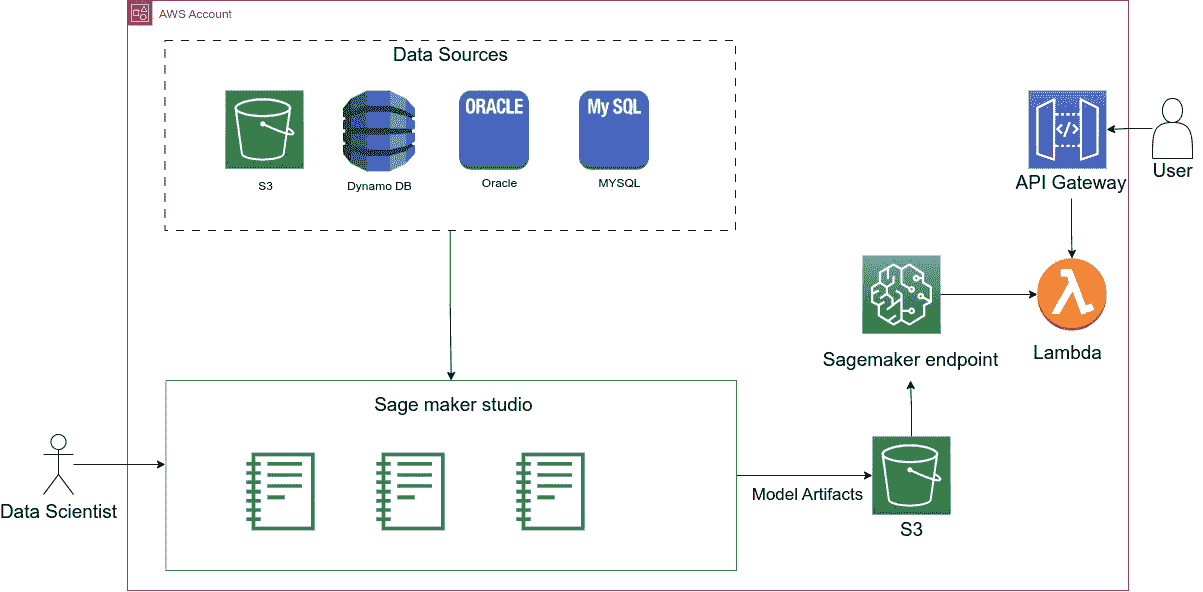 AWS Account
Data Sources
ORACLE
My SQL
S3
Dynamo DB
Oracle
MYSQL
</>
API Gateway
User
Sagemaker endpoint
Lambda
Sage maker studio
Data Scientist
Model Artifacts
S3